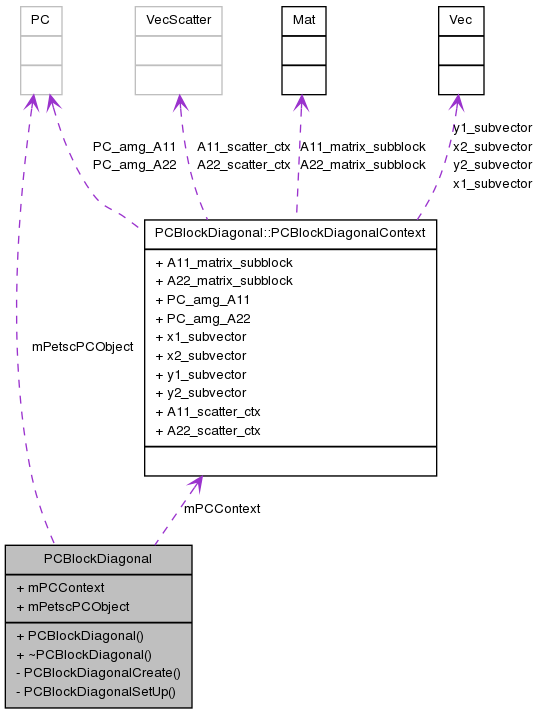 PC
VecScatter
Mat
Vec
PC_amg_A11
PC_amg_A22
A11_scatter_ctx
A22_scatter_ctx
A11_matrix_subblock
A22_matrix_subblock
y1_subvector
x2_subvector
y2_subvector
x1_subvector
PCBlockDiagonal::PCBlockDiagonalContext
+ A11_matrix_subblock
+ A22_matrix_subblock
+ PC_amg_A11
+ PC_amg_A22
+ x1_subvector
+ x2_subvector
+ y1_subvector
+ y2_subvector
+ A11_scatter_ctx
+ A22_scatter_ctx
mPetscPCObject
mPCContext
PCBlockDiagonal
+ mPCContext
+ mPetscPCObject
+ PCBlockDiagonal()
+ ~PCBlockDiagonal()
- PCBlockDiagonalCreate()
- PCBlockDiagonalSetUp()